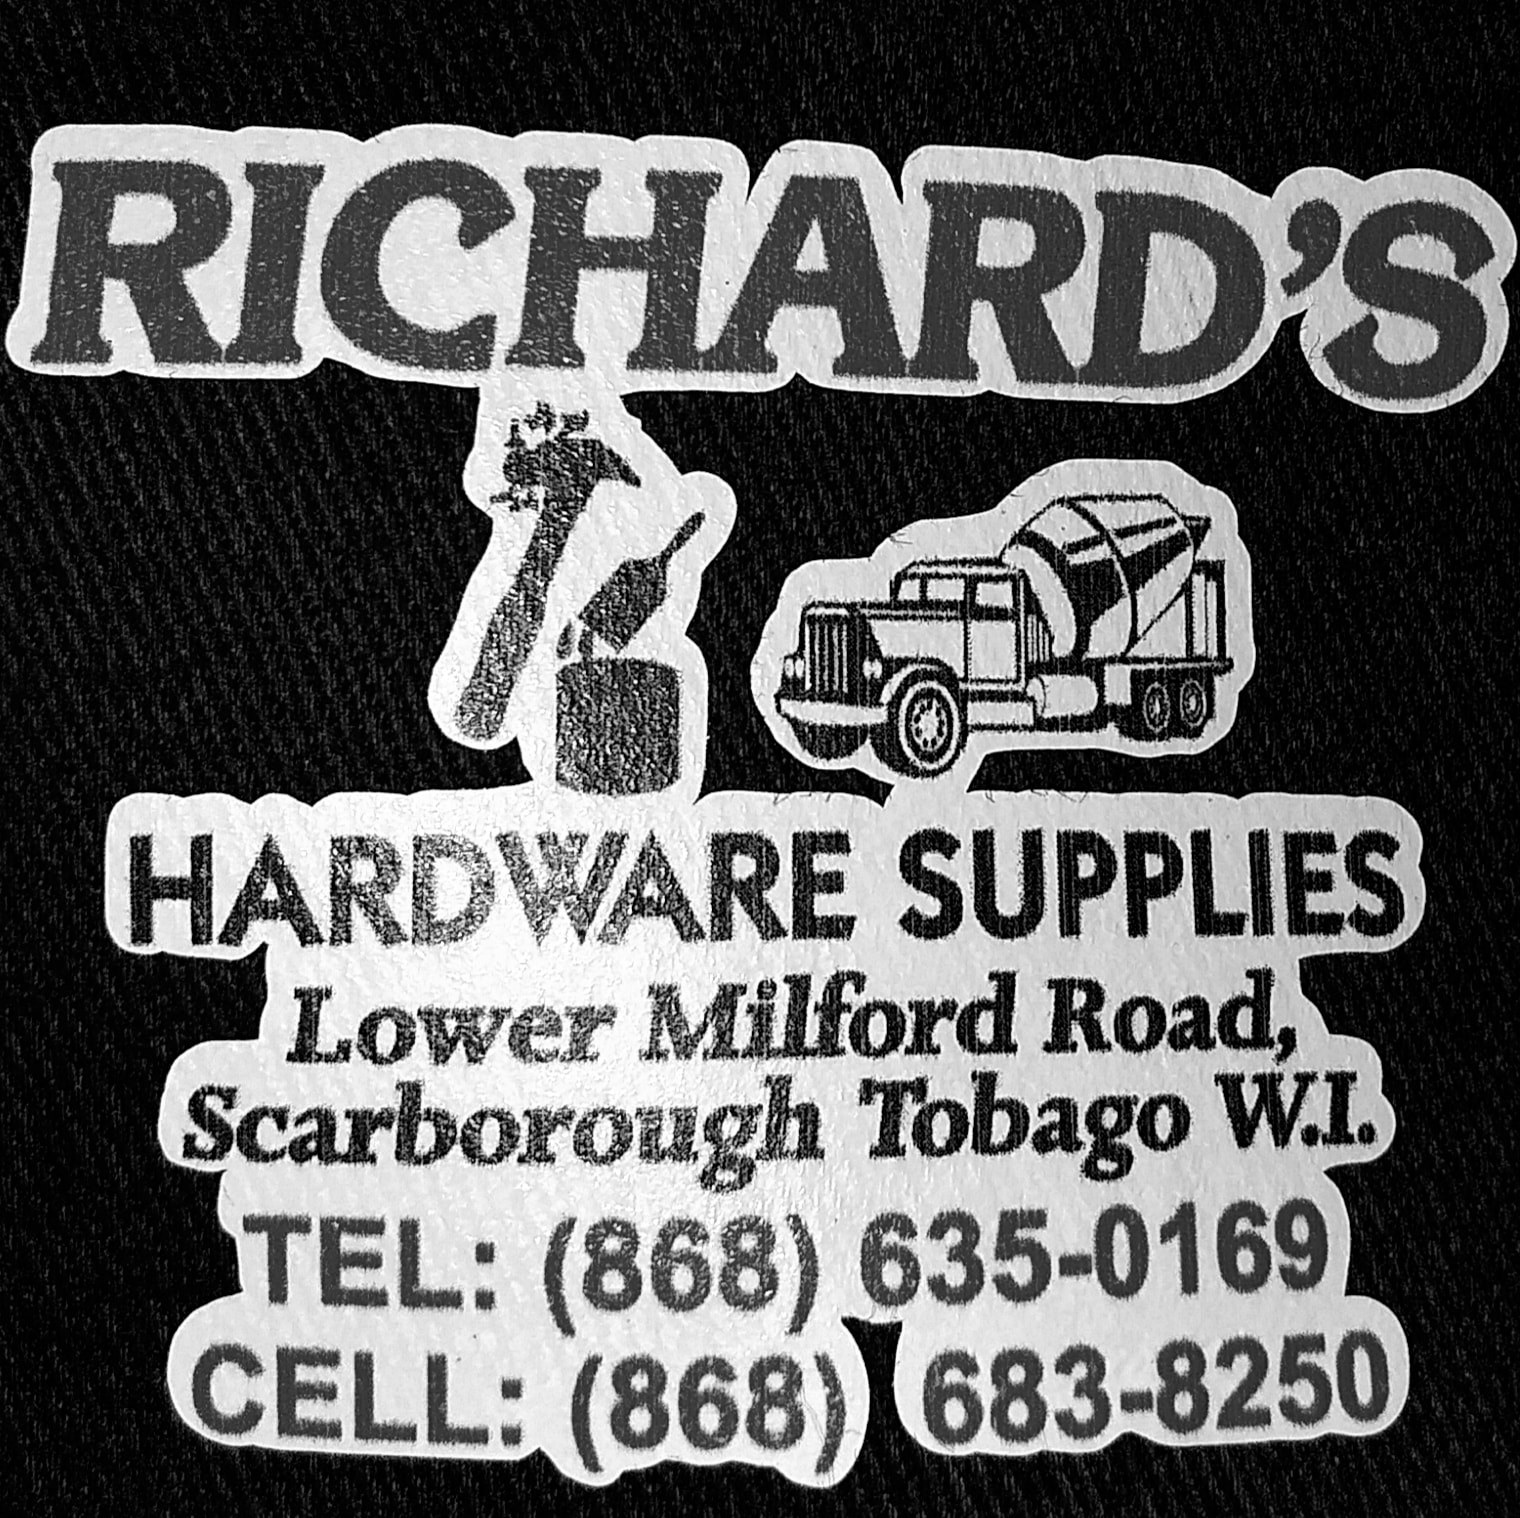 RICHARD'S
HARDWARE SUPPLIES
Lower Milford Road,
Scarborough Tobago W.I.
TEL: (868) 635-0169
CELL: (868) 683-8250